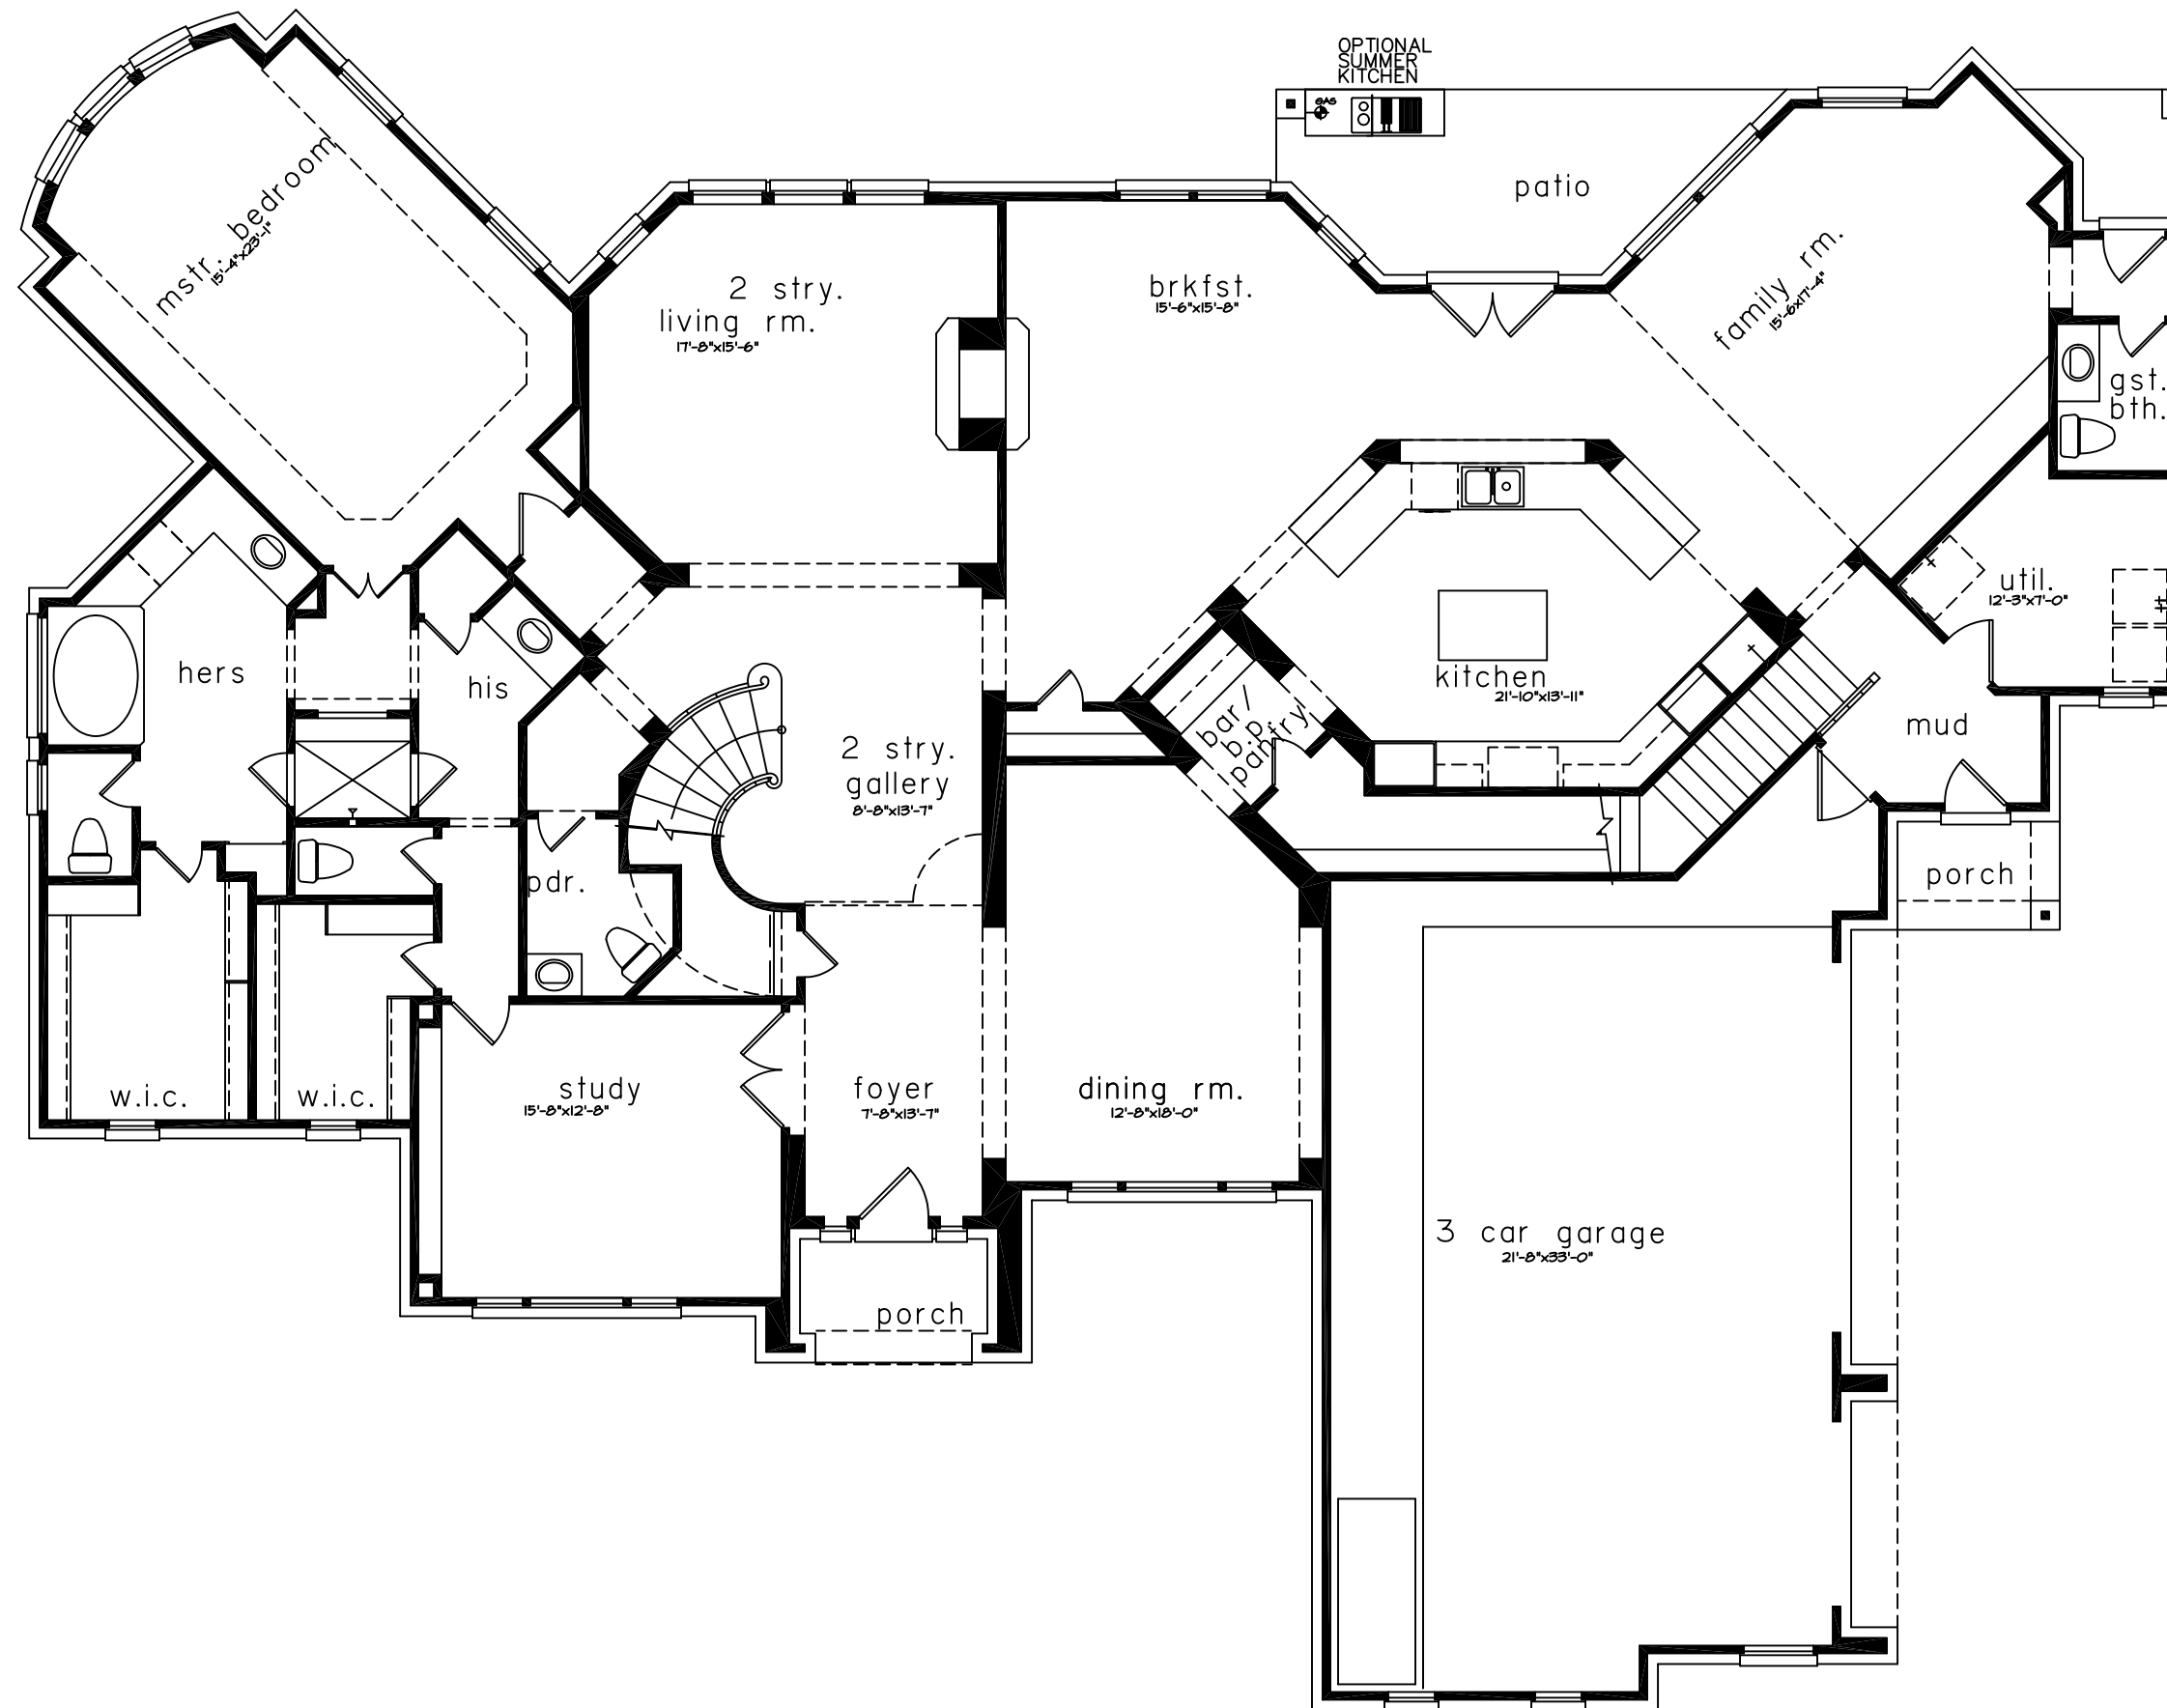 OPTIONAL
SUMMER
KITCHEN
GAS
patio
mstr. bedroom
15'-4"x23'-1"
2 stry.
living rm.
17'-8"x15'-6"
brkfst.
15'-6"x15'-8"
family rm.
15'-6x17'-4"
gst.
bth.
util.
12'-3"x7'-0"
hers
his
kitchen
21'-10"x13'-11"
bar/
b.p.
pantry
mud
2 stry.
gallery
8'-8"x13'-7"
pdr.
porch
w.i.c.
w.i.c.
study
15'-8"x12'-8"
foyer
7'-8"x13'-7"
dining rm.
12'-8"x18'-0"
3 car garage
21'-8"x33'-0"
porch